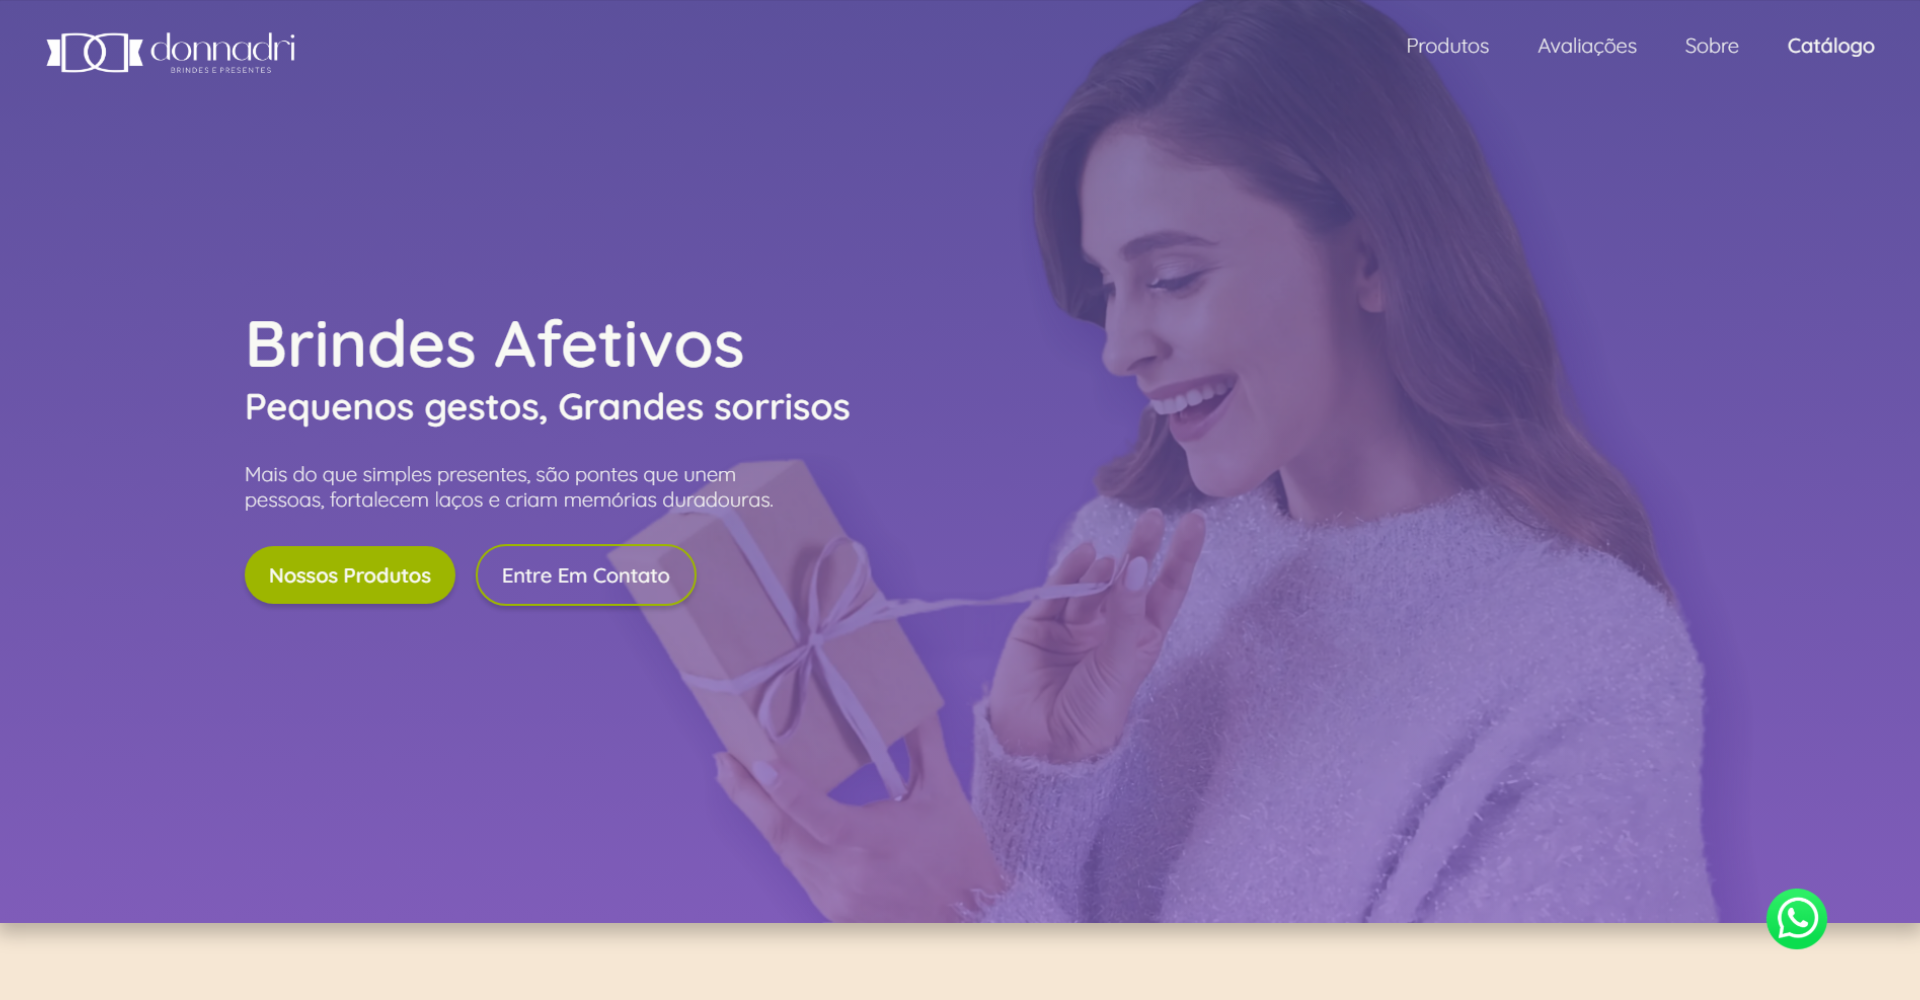 donnadri
BRINDES E PRESENTES
Produtos
Avaliações
Sobre
Catálogo
Brindes Afetivos
Pequenos gestos, Grandes sorrisos
Mais do que simples presentes, são pontes que unem
pessoas, fortalecem laços e criam memórias duradouras.
Nossos Produtos
Entre Em Contato